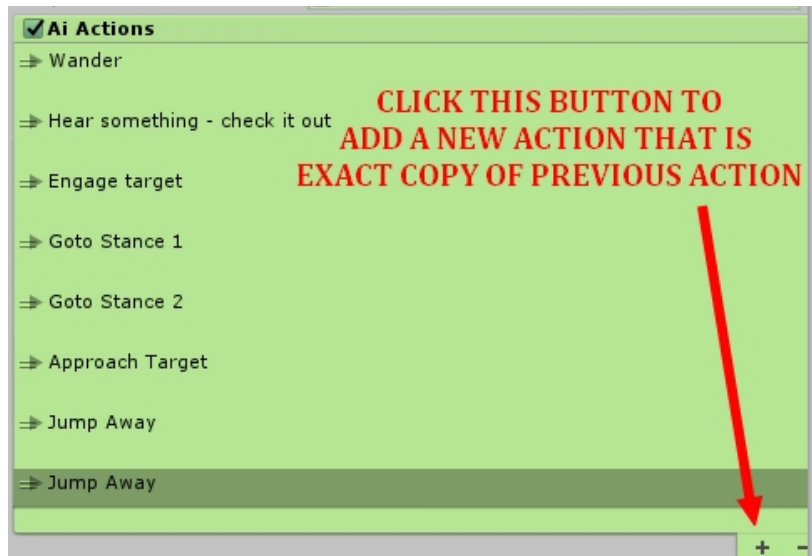 Ai Actions
Wander
CLICK THIS BUTTON TO
ADD A NEW ACTION THAT IS
EXACT COPY OF PREVIOUS ACTION
Hear something - check it out
Engage target
Goto Stance 1
Goto Stance 2
Approach Target
Jump Away
Jump Away
+ -